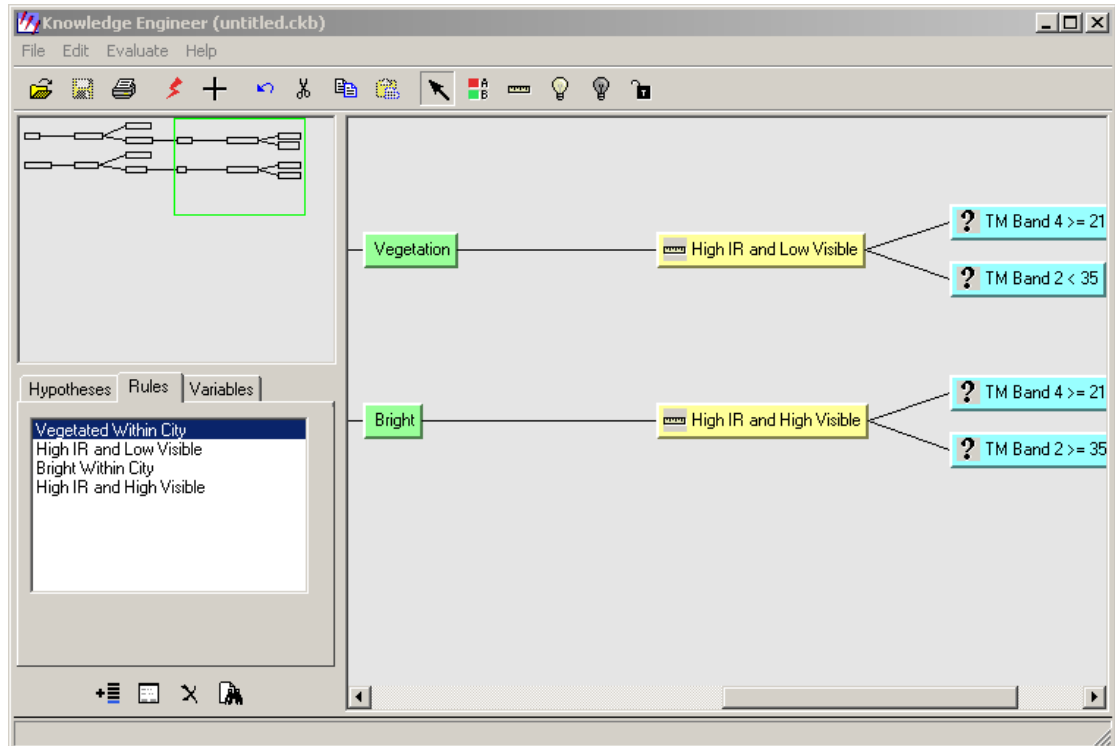 Knowledge Engineer (untitled.ckb)
File Edit Evaluate Help
A
B
Vegetation
High IR and Low Visible
TM Band 4 >= 21
TM Band 2 < 35
Hypotheses Rules Variables
Vegetated Within City
High IR and Low Visible
Bright Within City
High IR and High Visible
Bright
High IR and High Visible
TM Band 4 >= 21
TM Band 2 >= 35